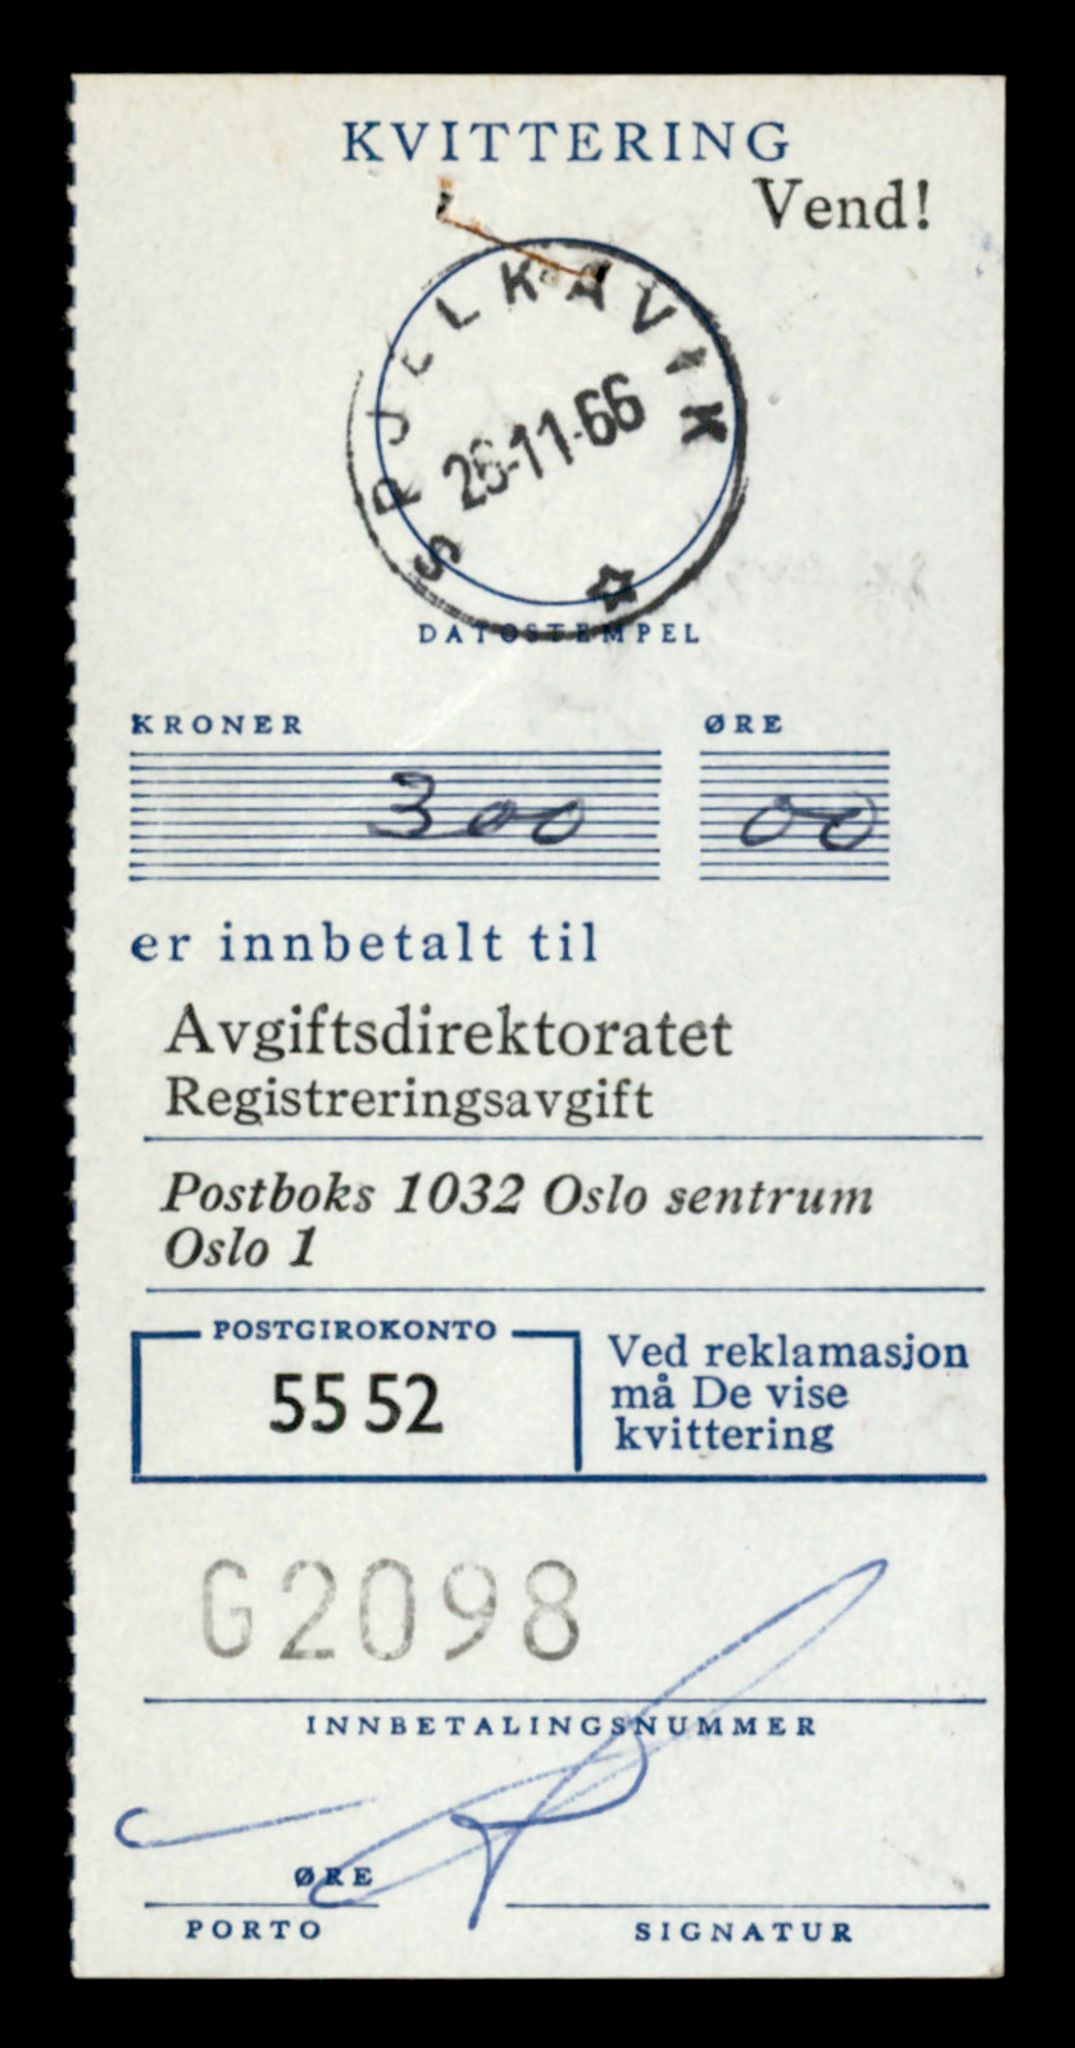 KVITTERING
Vend!
SPJELKAVIK
26-11-66
DATOSTEMPEL
KRONER ØRE
300 00
er innbetalt til
Avgiftsdirektoratet
Registreringsavgift
Postboks 1032 Oslo sentrum
Oslo 1
POSTGIROKONTO
55 52
Ved reklamasjon
må De vise
kvittering
G2098
INNBETALINGSNUMMER
ØRE
PORTO SIGNATUR